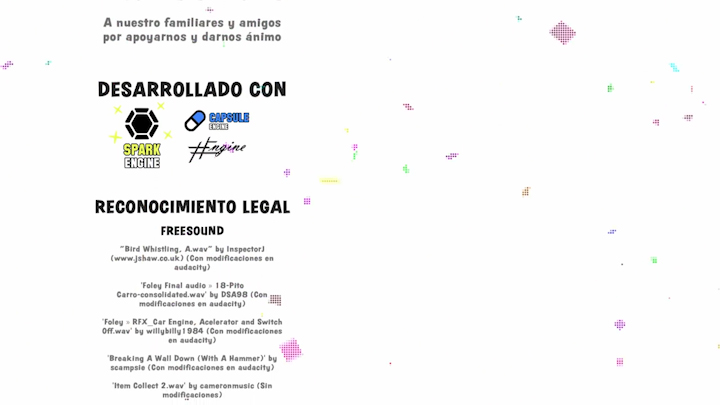 A nuestro familiares y amigos
por apoyarnos y darnos ánimo
DESARROLLADO CON
SPARK
ENGINE
CAPSULE
ENGINE
#Engine
RECONOCIMIENTO LEGAL
FREESOUND
"Bird Whistling, A.wav" by InspectorJ
(www.jshaw.co.uk) (Con modificaciones en
audacity)
'Foley Final audio » 18-Pito
Carro-consolidated.wav' by DSA98 (Con
modificaciones en audacity)
'Foley » RFX_Car Engine, Acelerator and Switch
Off.wav' by willybilly1984 (Con modificaciones
en audacity)
'Breaking A Wall Down (With A Hammer)' by
scampsie (Con modificaciones en audacity)
'Item Collect 2.wav' by cameronmusic (Sin
modificaciones)